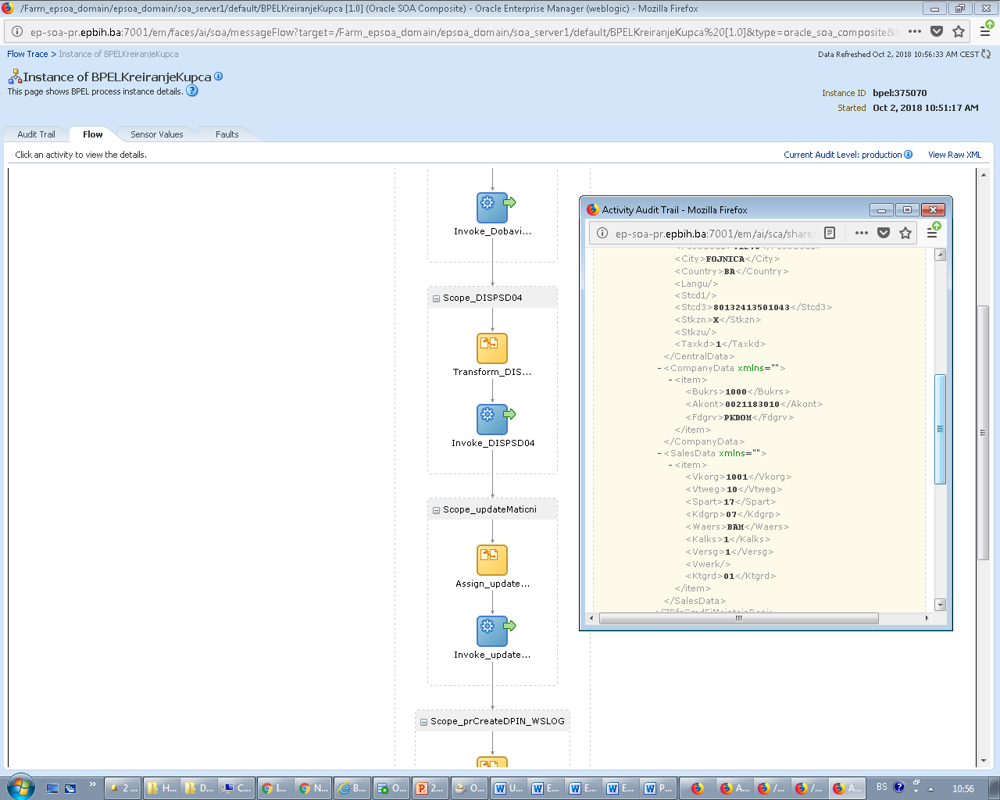 /Farm_epsoa_domain/epsoa_domain/soa_server1/default/BPELKreiranjeKupca [1.0] (Oracle SOA Composite) - Oracle Enterprise Manager (weblogic) - Mozilla Firefox
ep-soa-pr.epbih.ba:7001/em/faces/ai/soa/messageFlow?target=/Farm_epsoa_domain/epsoa_domain/soa_server1/default/BPELKreiranjeKupca%20[1.0]&type=oracle_soa_composite&
Flow Trace > Instance of BPELKreiranjeKupca
Data Refreshed Oct 2, 2018 10:56:33 AM CEST
Instance of BPELKreiranjeKupca
This page shows BPEL process instance details.
Instance ID bpel:375070
Started Oct 2, 2018 10:51:17 AM
Audit Trail Flow Sensor Values Faults
Click an activity to view the details.
Current Audit Level: production View Raw XML
Invoke_Dobavi...
Scope_DISPSD04
Transform_DIS...
Invoke_DISPSD04
Scope_updateMaticni
Assign_update...
Invoke_update...
Scope_prCreateDPIN_WSLOG
Activity Audit Trail - Mozilla Firefox
ep-soa-pr.epbih.ba:7001/em/ai/sca/share/
<City>FOJNICA</City>
<Country>BA</Country>
<Langu/>
<Stcd1/>
<Stcd3>80132413501043</Stcd3>
<Stkzn>X</Stkzn>
<Stkzu/>
<Taxkd>1</Taxkd>
</CentralData>
-<CompanyData xmlns="">
-<item>
<Bukrs>1000</Bukrs>
<Akont>0021183010</Akont>
<Fdgrv>PKDOM</Fdgrv>
</item>
</CompanyData>
-<SalesData xmlns="">
-<item>
<Vkorg>1001</Vkorg>
<Vtweg>10</Vtweg>
<Spart>17</Spart>
<Kdgrp>07</Kdgrp>
<Waers>BAM</Waers>
<Kalks>1</Kalks>
<Versg>1</Versg>
<Vwerk/>
<Ktgrd>01</Ktgrd>
</item>
</SalesData>
2 ... H... D... C... I... N... B... O... 2... O... U... E... E... E... P... A... /... /... A... BS 10:56